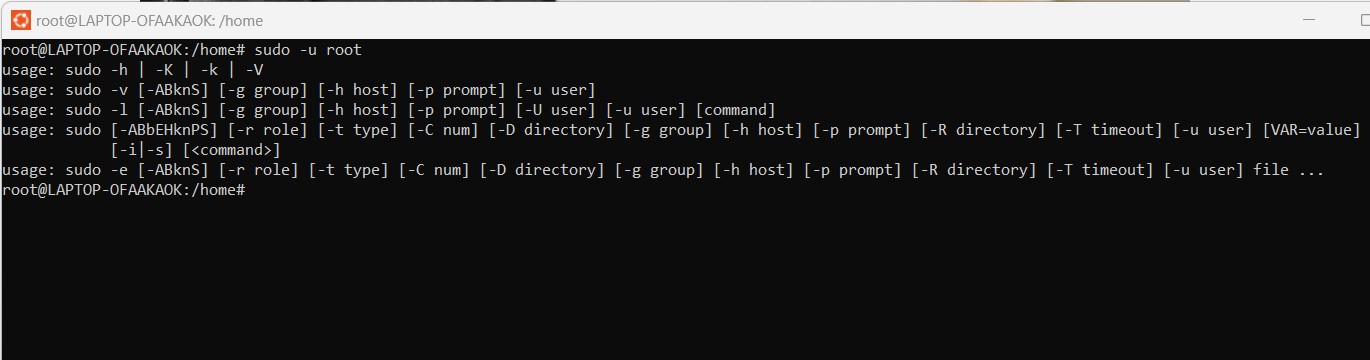 root@LAPTOP-OFAAKAOK: /home
root@LAPTOP-OFAAKAOK:/home# sudo -u root
usage: sudo -h | -K | -k | -V
usage: sudo -v [-ABknS] [-g group] [-h host] [-p prompt] [-u user]
usage: sudo -l [-ABknS] [-g group] [-h host] [-p prompt] [-U user] [-u user] [command]
usage: sudo [-ABbEHknPS] [-r role] [-t type] [-C num] [-D directory] [-g group] [-h host] [-p prompt] [-R directory] [-T timeout] [-u user] [VAR=value]
[-i|-s] [<command>]
usage: sudo -e [-ABknS] [-r role] [-t type] [-C num] [-D directory] [-g group] [-h host] [-p prompt] [-R directory] [-T timeout] [-u user] file ...
root@LAPTOP-OFAAKAOK:/home#